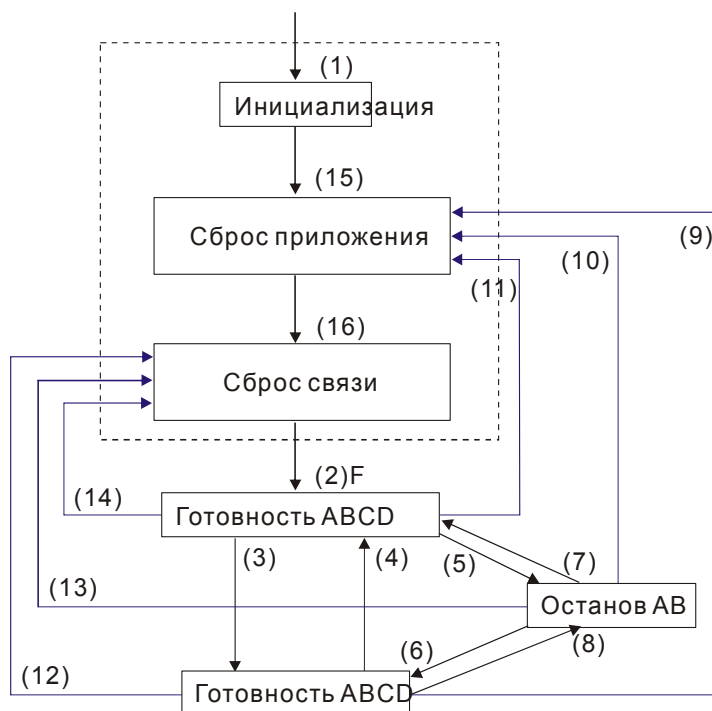 (1)
Инициализация
(15)
Сброс приложения
(9)
(10)
(11)
(16)
Сброс связи
(2)F
(14)
Готовность ABCD
(3)
(4)
(5)
(7)
(13)
Останов AB
(6)
(8)
(12)
Готовность ABCD